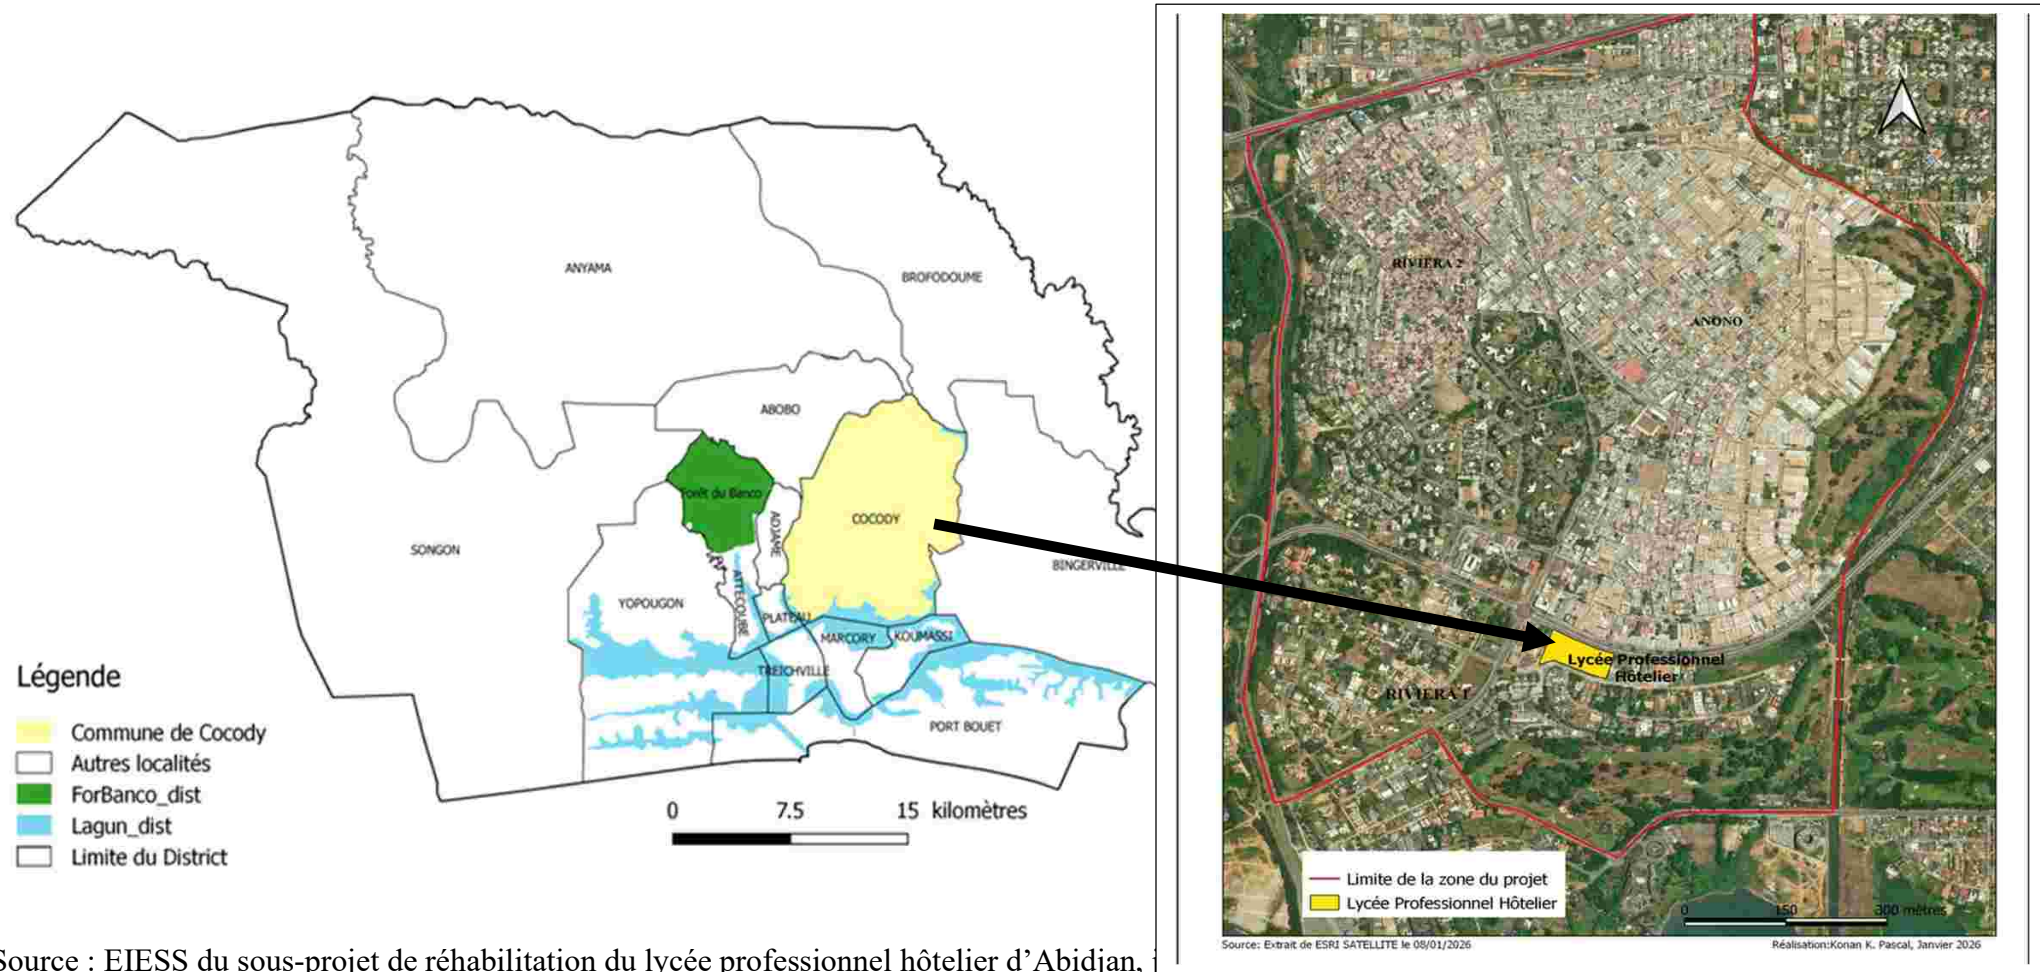 ANYAMA
BROFODOUME
ABOBO
Forêt du Banco
ADJAME
COCODY
SONGON
BINGERVILLE
YOPOUGON
ATTECOUBE
PLATEAU
MARCORY
KOUMASSI
TREICHVILLE
PORT BOUET
Légende
Commune de Cocody
Autres localités
ForBanco_dist
Lagun_dist
Limite du District
0 7.5 15 kilomètres
N
RIVIERA 2
ANONO
Lycée Professionnel
Hôtelier
RIVIERA 1
Limite de la zone du projet
Lycée Professionnel Hôtelier
0 150 300 mètres
Source: Extrait de ESRI SATELLITE le 08/01/2026
Réalisation:Konan K. Pascal, Janvier 2026
Source : EIESS du sous-projet de réhabilitation du lycée professionnel hôtelier d’Abidjan,